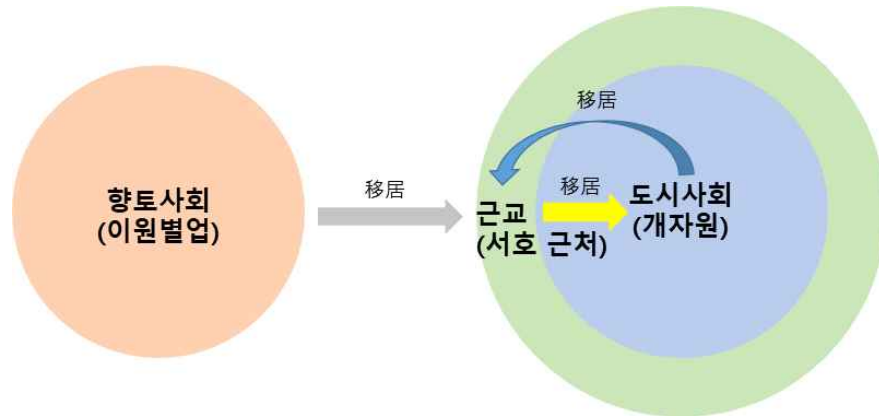 향토사회
(이원별업)
移居
移居
移居
근교
(서호 근처)
도시사회
(개자원)